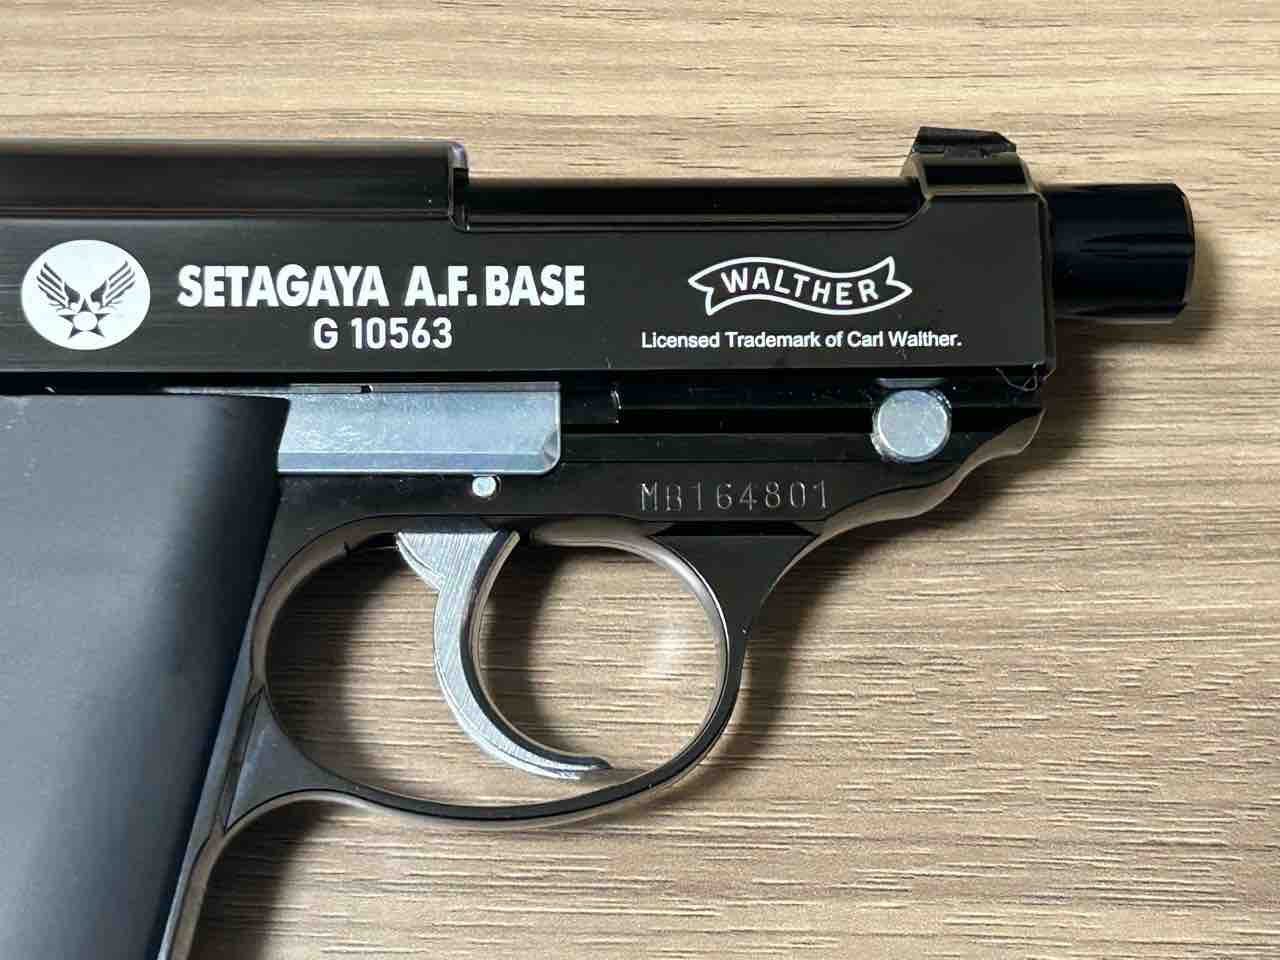 SETAGAYA A.F. BASE
G 10563
WALTHER
Licensed Trademark of Carl Walther.
MB164801